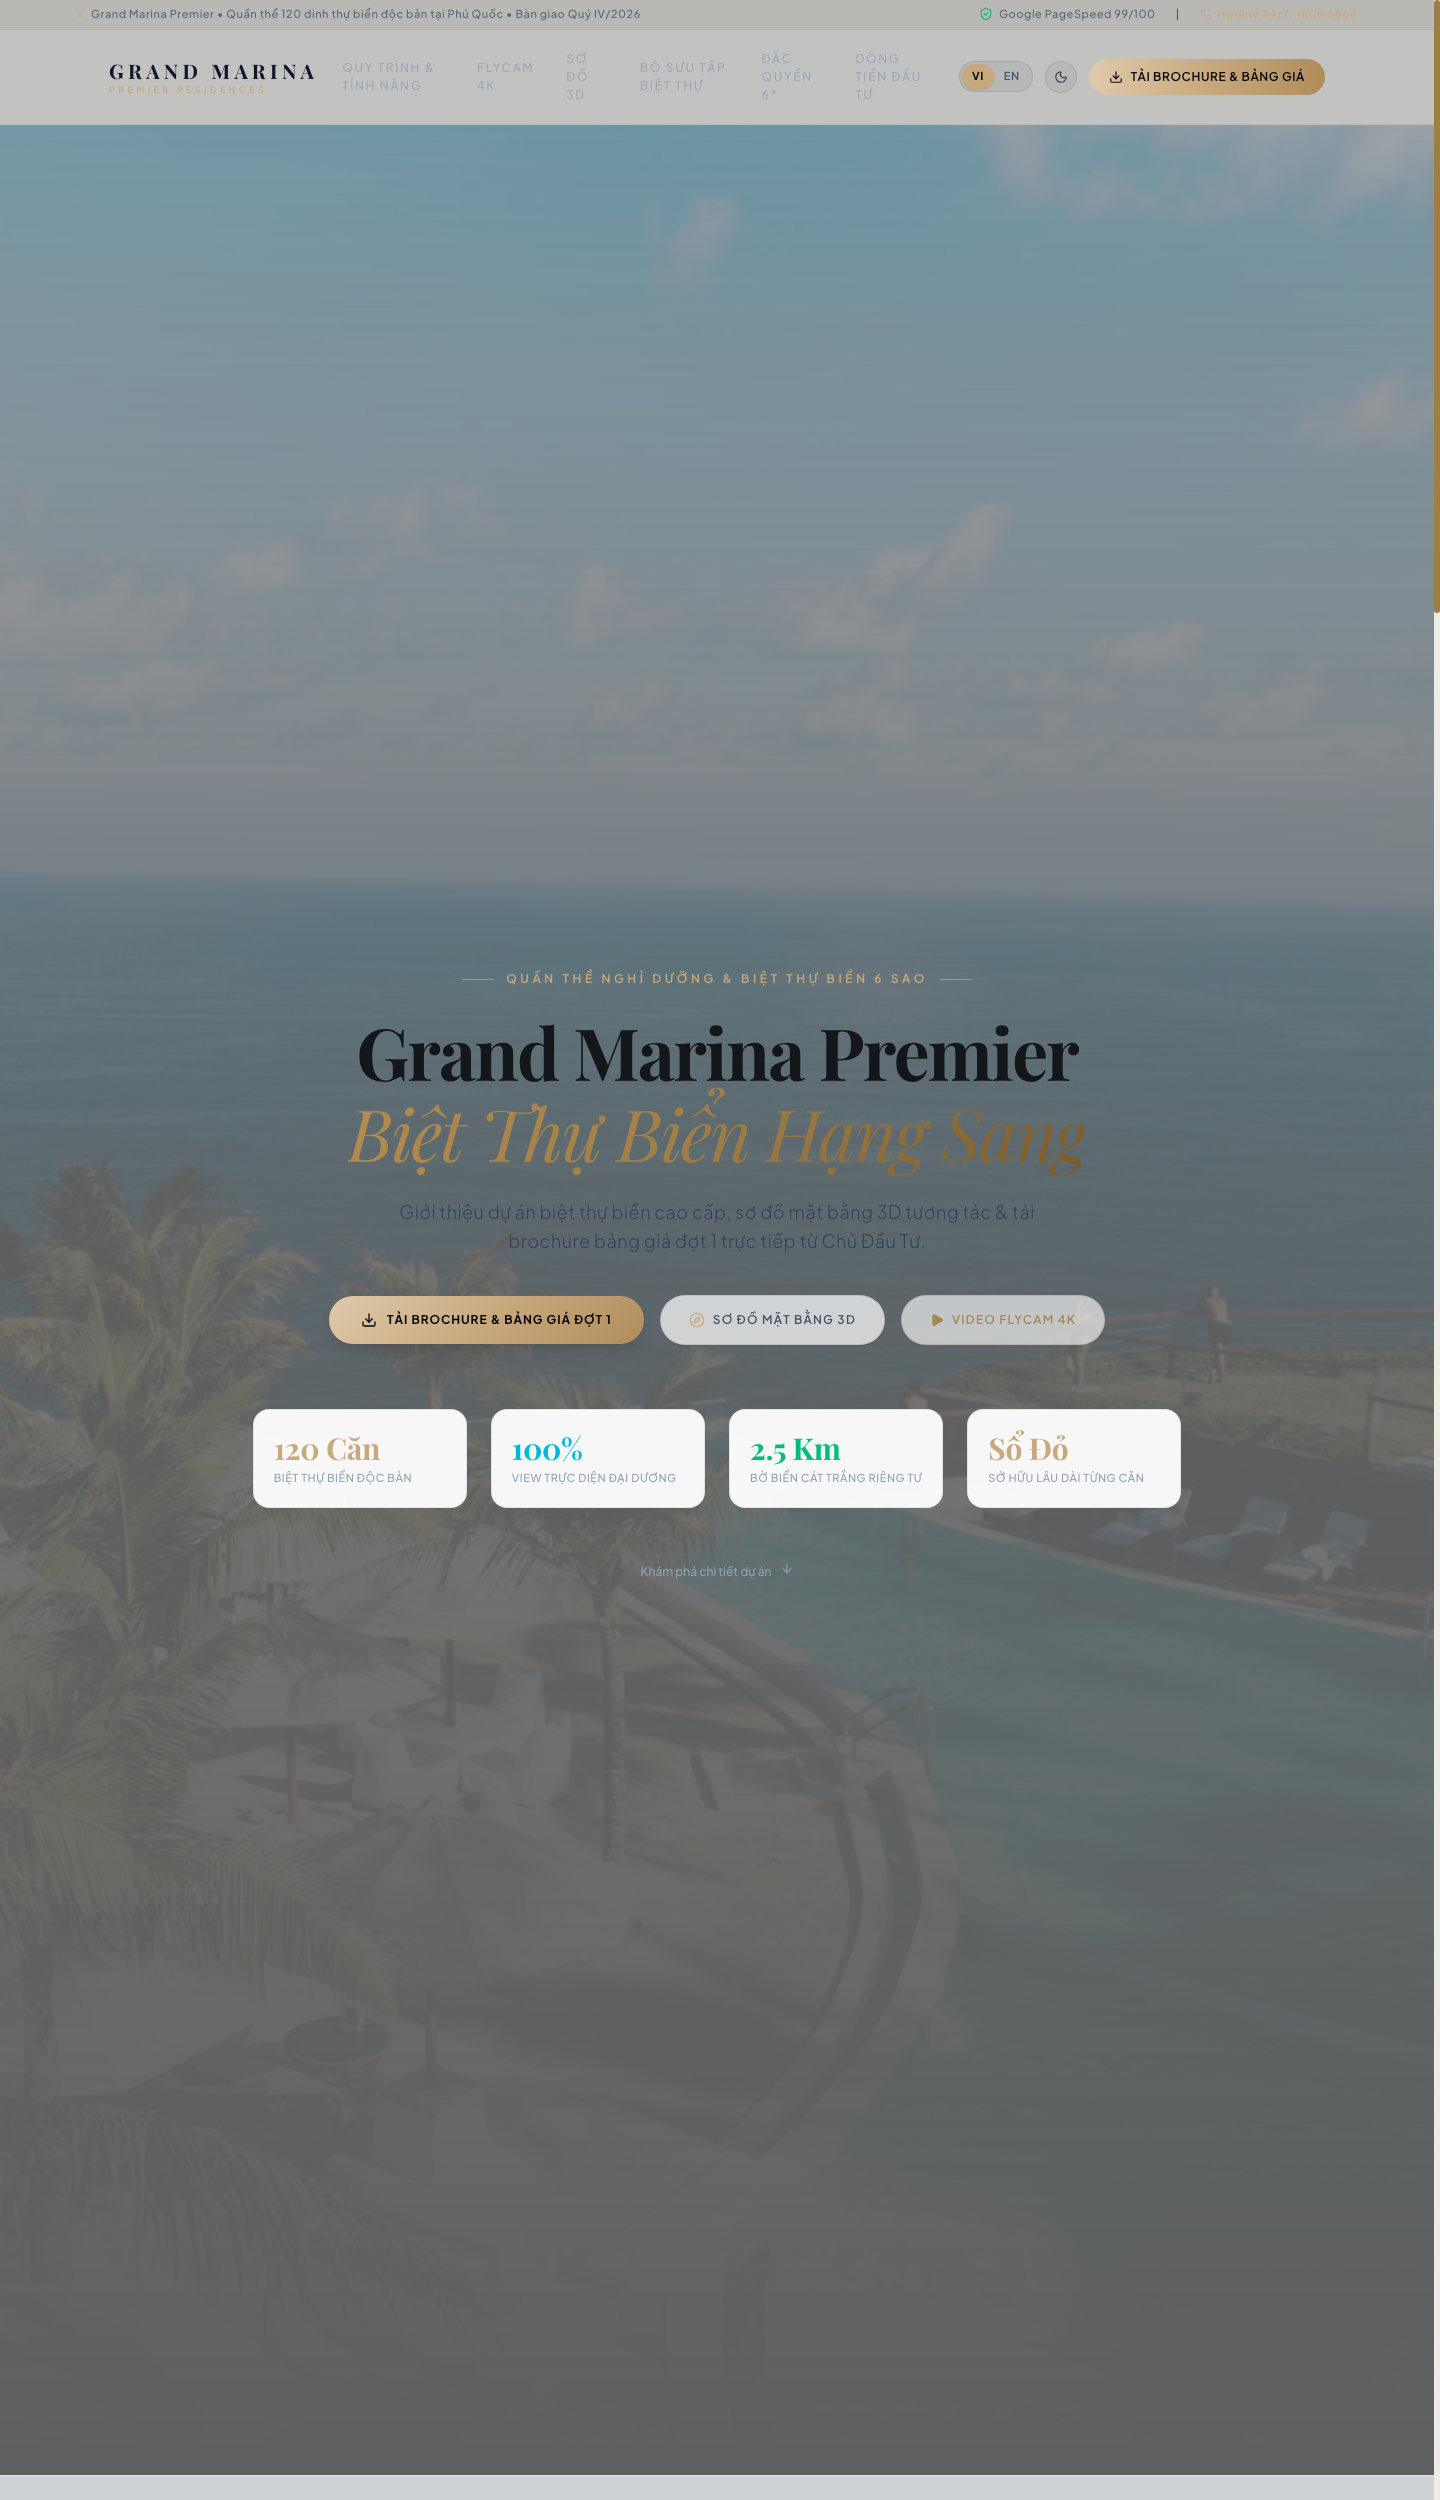 Grand Marina Premier • Quần thể 120 dinh thự biển độc bản tại Phú Quốc • Bàn giao Quý IV/2026
Google PageSpeed 99/100 | Hotline 24/7: 1800 6868
GRAND MARINA
PREMIER RESIDENCES
QUY TRÌNH &
TÍNH NĂNG
FLYCAM
4K
SƠ
ĐỒ
3D
BỘ SƯU TẬP
BIỆT THỰ
ĐẶC
QUYỀN
6*
DÒNG
TIỀN ĐẦU
TƯ
VI EN
TẢI BROCHURE & BẢNG GIÁ
QUẦN THỂ NGHỈ DƯỠNG & BIỆT THỰ BIỂN 6 SAO
Grand Marina Premier
Biệt Thự Biển Hạng Sang
Giới thiệu dự án biệt thự biển cao cấp, sơ đồ mặt bằng 3D tương tác & tải
brochure bảng giá đợt 1 trực tiếp từ Chủ Đầu Tư.
TẢI BROCHURE & BẢNG GIÁ ĐỢT 1
SƠ ĐỒ MẶT BẰNG 3D
VIDEO FLYCAM 4K
120 Căn
BIỆT THỰ BIỂN ĐỘC BẢN
100%
VIEW TRỰC DIỆN ĐẠI DƯƠNG
2.5 Km
BỜ BIỂN CÁT TRẮNG RIÊNG TƯ
Sổ Đỏ
SỞ HỮU LÂU DÀI TỪNG CĂN
Khám phá chi tiết dự án